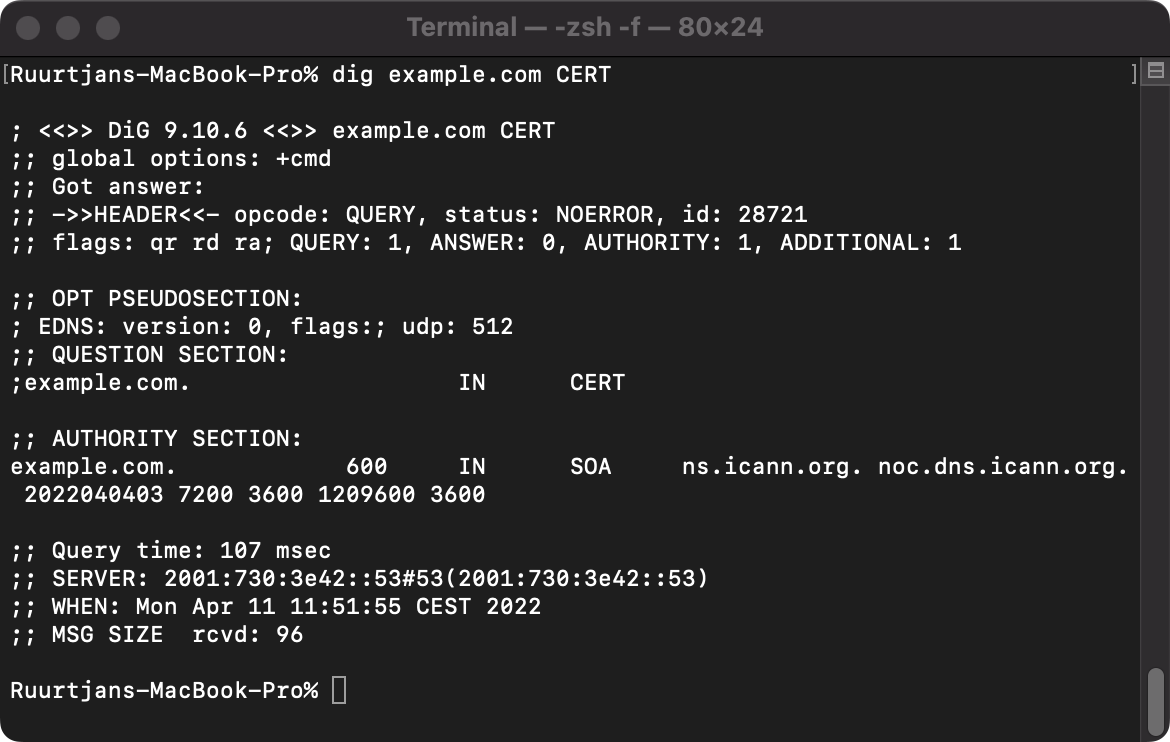 Terminal — -zsh -f — 80×24
[Ruurtjans-MacBook-Pro% dig example.com CERT ]
; <<>> DiG 9.10.6 <<>> example.com CERT
;; global options: +cmd
;; Got answer:
;; ->>HEADER<<- opcode: QUERY, status: NOERROR, id: 28721
;; flags: qr rd ra; QUERY: 1, ANSWER: 0, AUTHORITY: 1, ADDITIONAL: 1
;; OPT PSEUDOSECTION:
; EDNS: version: 0, flags:; udp: 512
;; QUESTION SECTION:
;example.com. IN CERT
;; AUTHORITY SECTION:
example.com. 600 IN SOA ns.icann.org. noc.dns.icann.org.
2022040403 7200 3600 1209600 3600
;; Query time: 107 msec
;; SERVER: 2001:730:3e42::53#53(2001:730:3e42::53)
;; WHEN: Mon Apr 11 11:51:55 CEST 2022
;; MSG SIZE rcvd: 96
Ruurtjans-MacBook-Pro%